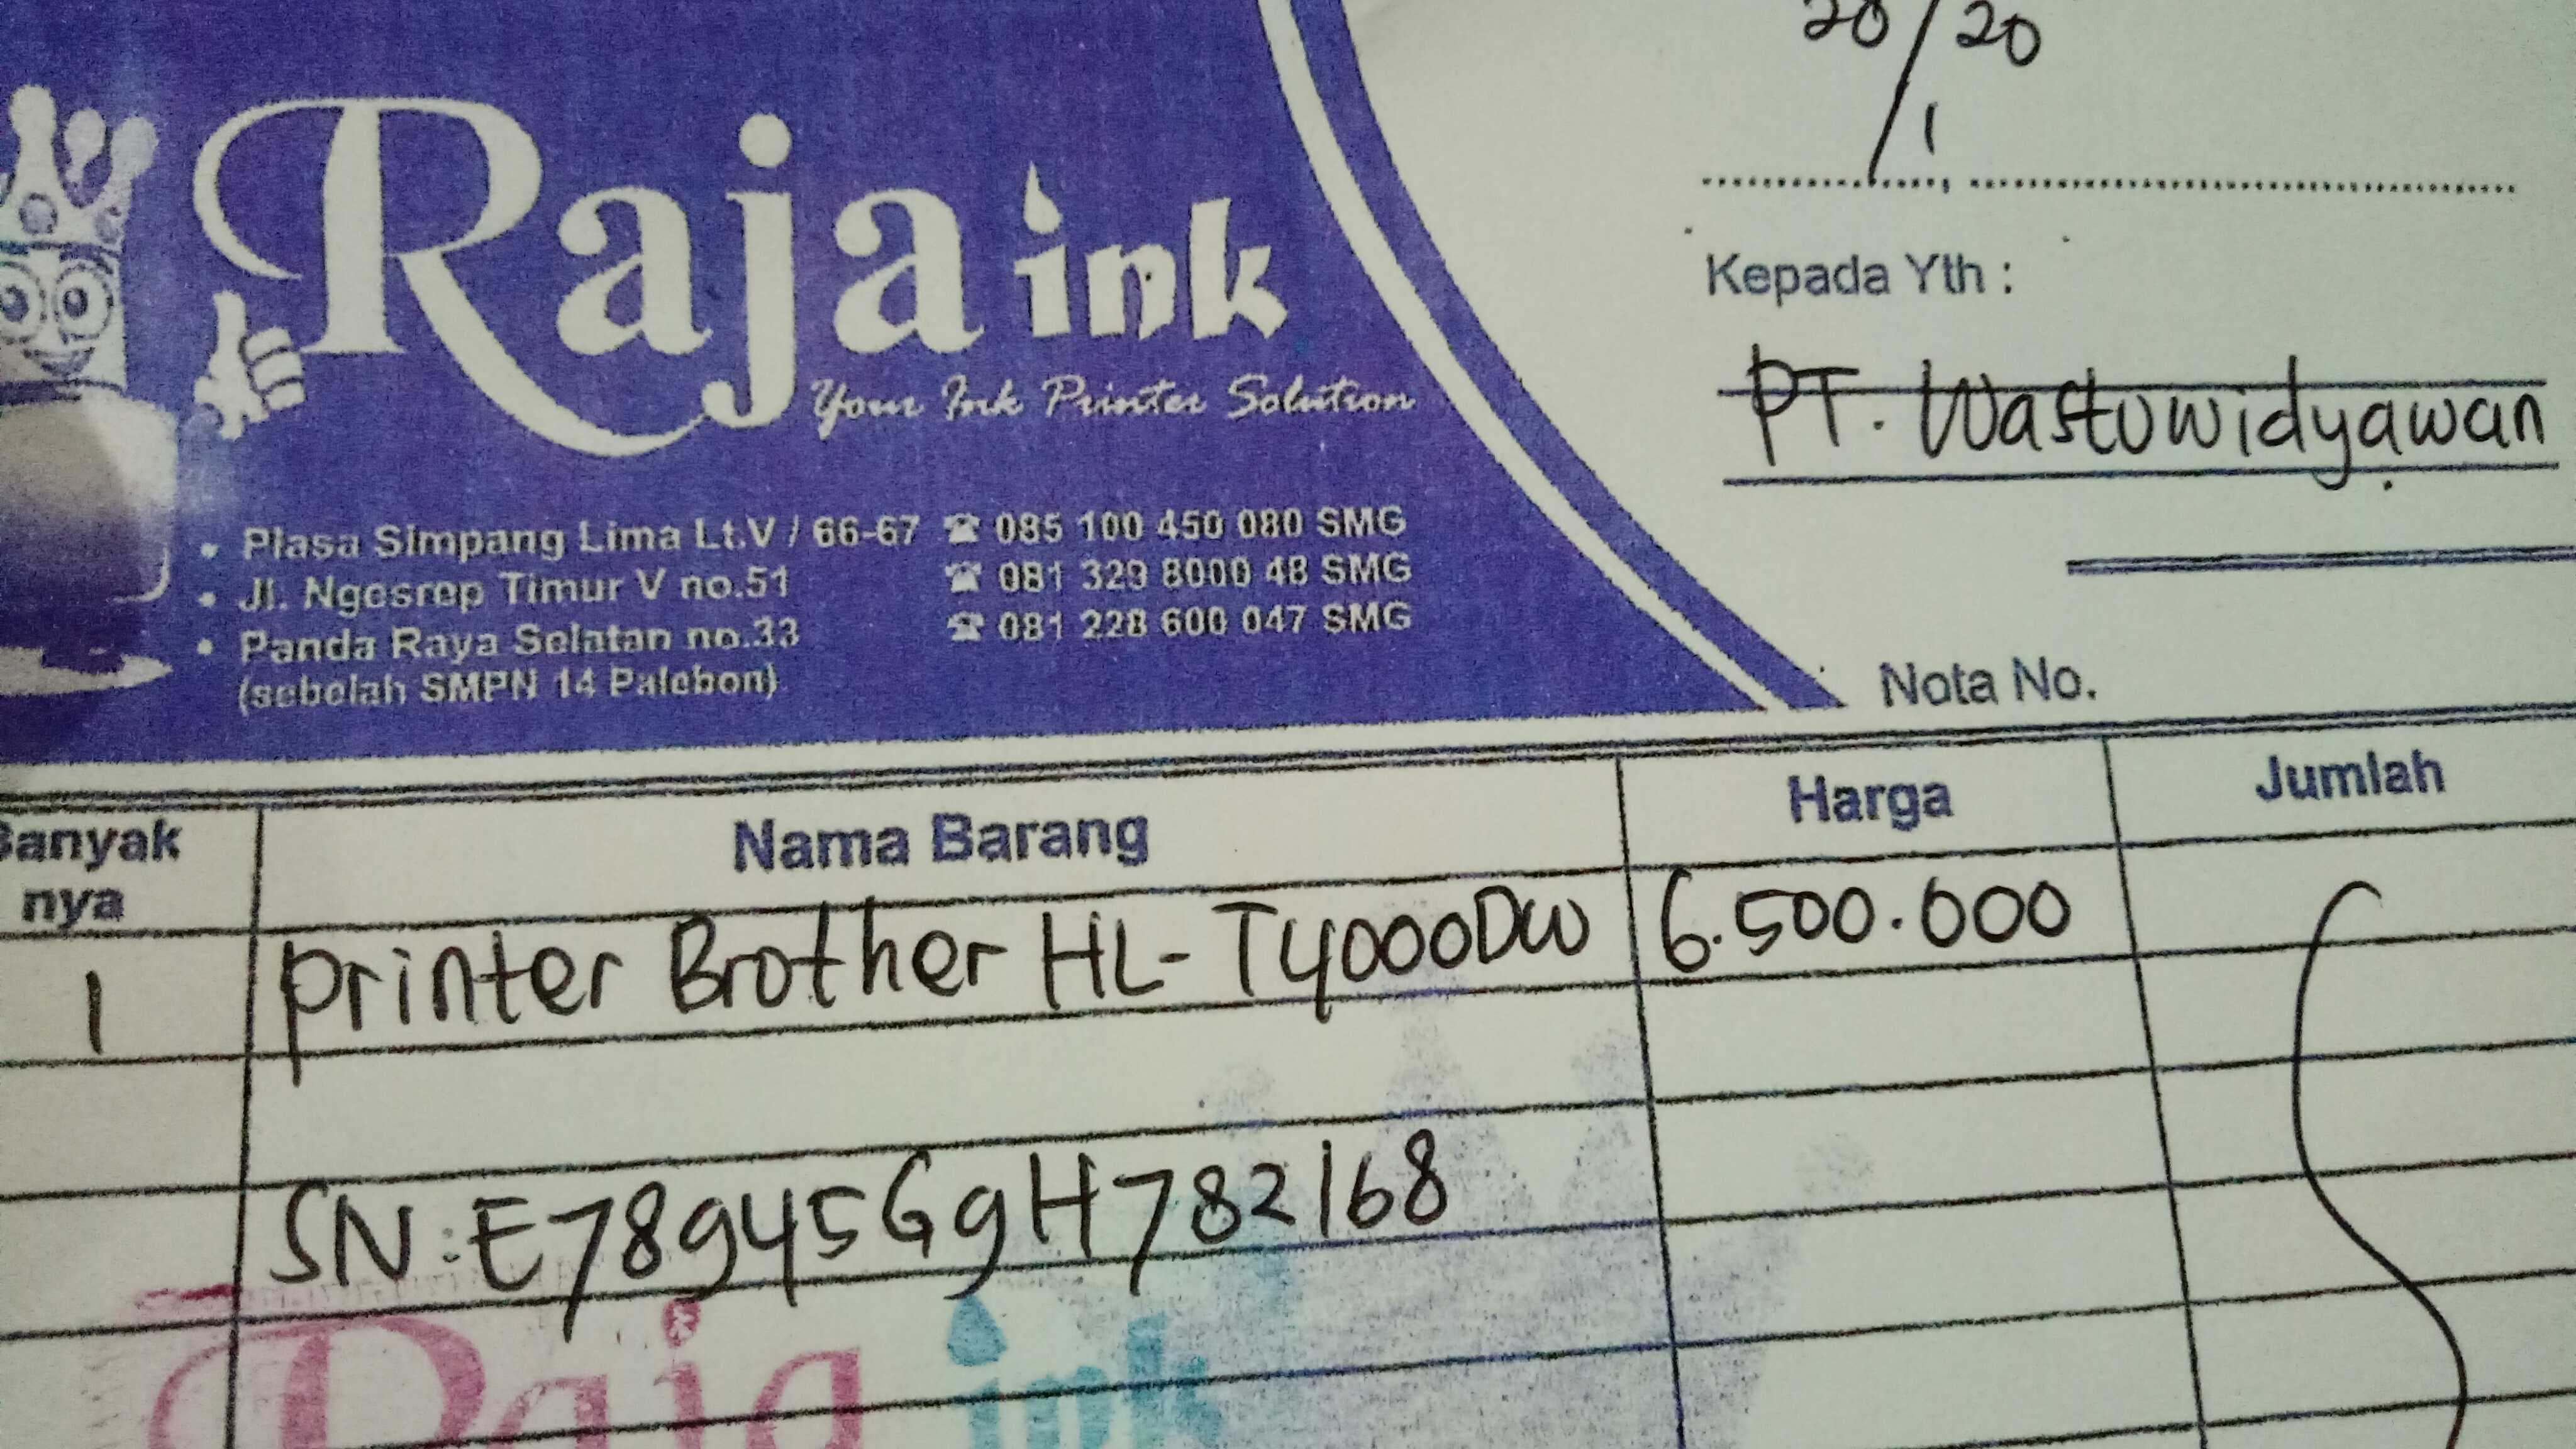 20/20
1
Raja ink
Your Ink Printer Solution
Kepada Yth :
PT. Wastuwidyawan
• Plasa Simpang Lima Lt.V / 66-67 ☎ 085 100 450 080 SMG
• Jl. Ngesrep Timur V no.51 ☎ 081 329 8000 48 SMG
• Panda Raya Selatan no.33 ☎ 081 228 600 047 SMG
(sebelah SMPN 14 Palebon)
Nota No.
Banyak nya Nama Barang Harga Jumlah
1 printer Brother HL-T4000DW 6.500.000
SN:E78945G9H782168
Raja ink